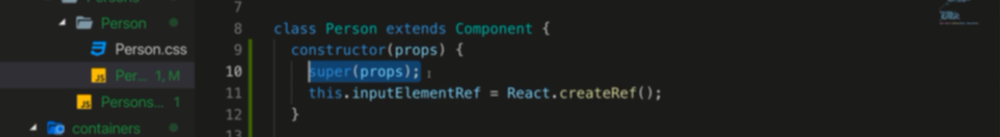 Persons
7
Person
8 class Person extends Component {
Person.css
9 constructor(props) {
Per... 1, M
10 super(props);
11 this.inputElementRef = React.createRef();
Persons... 1
12 }
containers
13